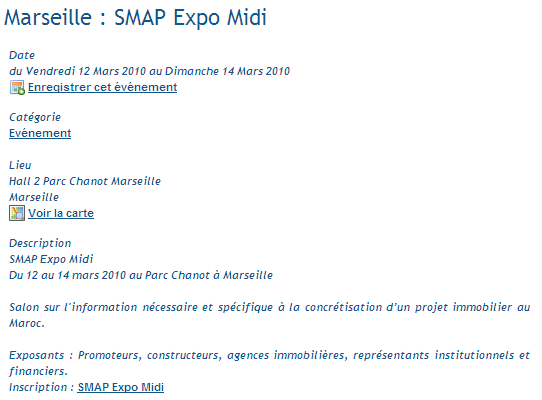 Marseille : SMAP Expo Midi
Date
du Vendredi 12 Mars 2010 au Dimanche 14 Mars 2010
Enregistrer cet événement
Catégorie
Evénement
Lieu
Hall 2 Parc Chanot Marseille
Marseille
Voir la carte
Description
SMAP Expo Midi
Du 12 au 14 mars 2010 au Parc Chanot à Marseille
Salon sur l'information nécessaire et spécifique à la concrétisation d'un projet immobilier au
Maroc.
Exposants : Promoteurs, constructeurs, agences immobilières, représentants institutionnels et
financiers.
Inscription : SMAP Expo Midi